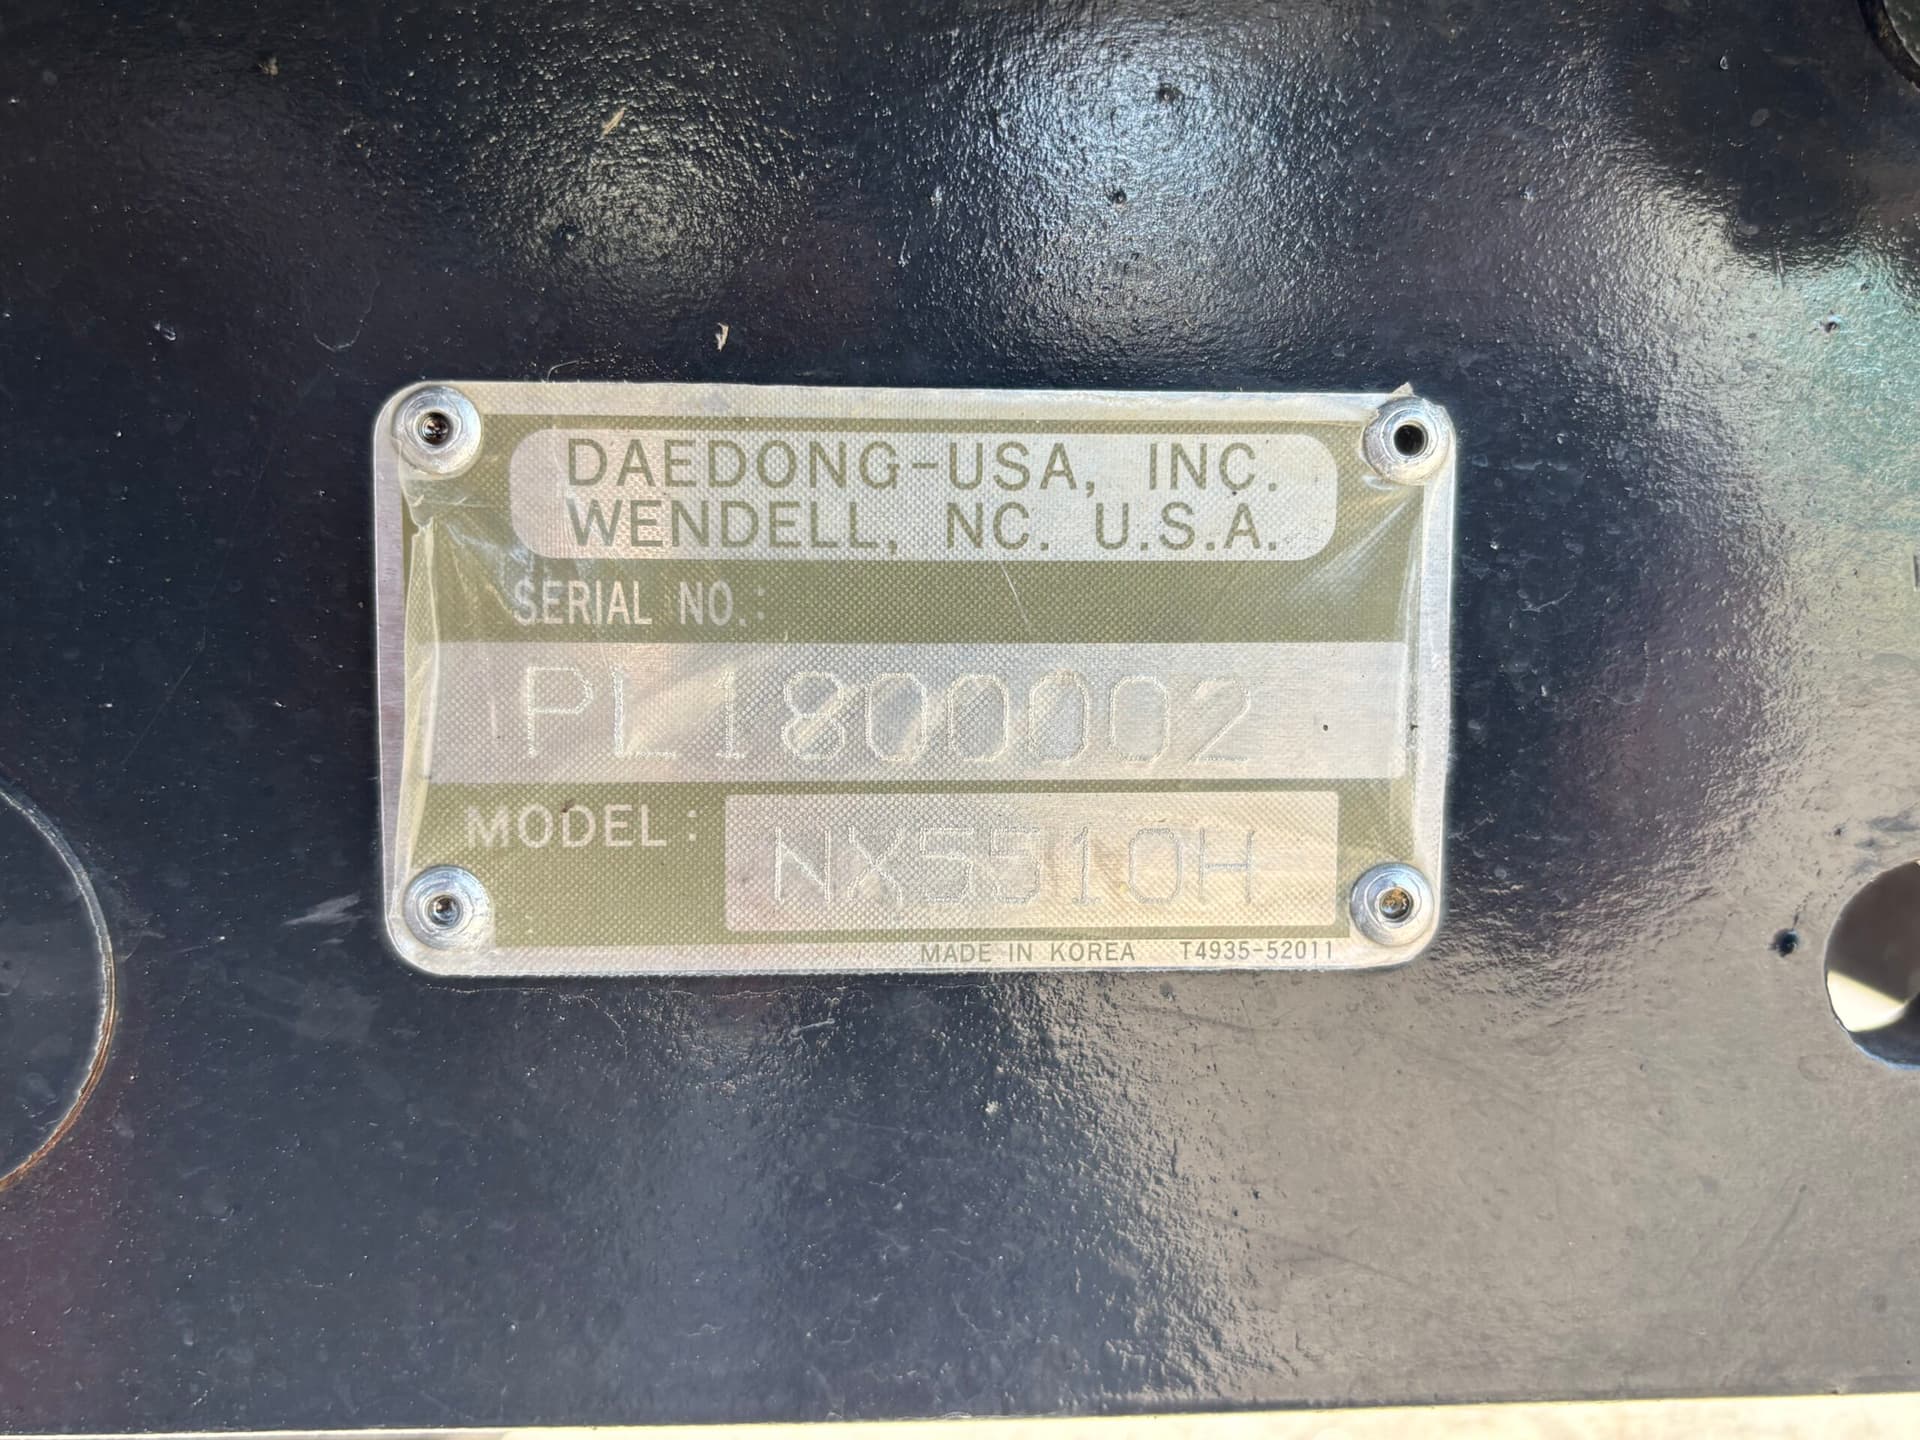 DAEDONG-USA, INC.
WENDELL, NC. U.S.A.
SERIAL NO.:
PL1800002
MODEL: NX5510H
MADE IN KOREA T4935-52011